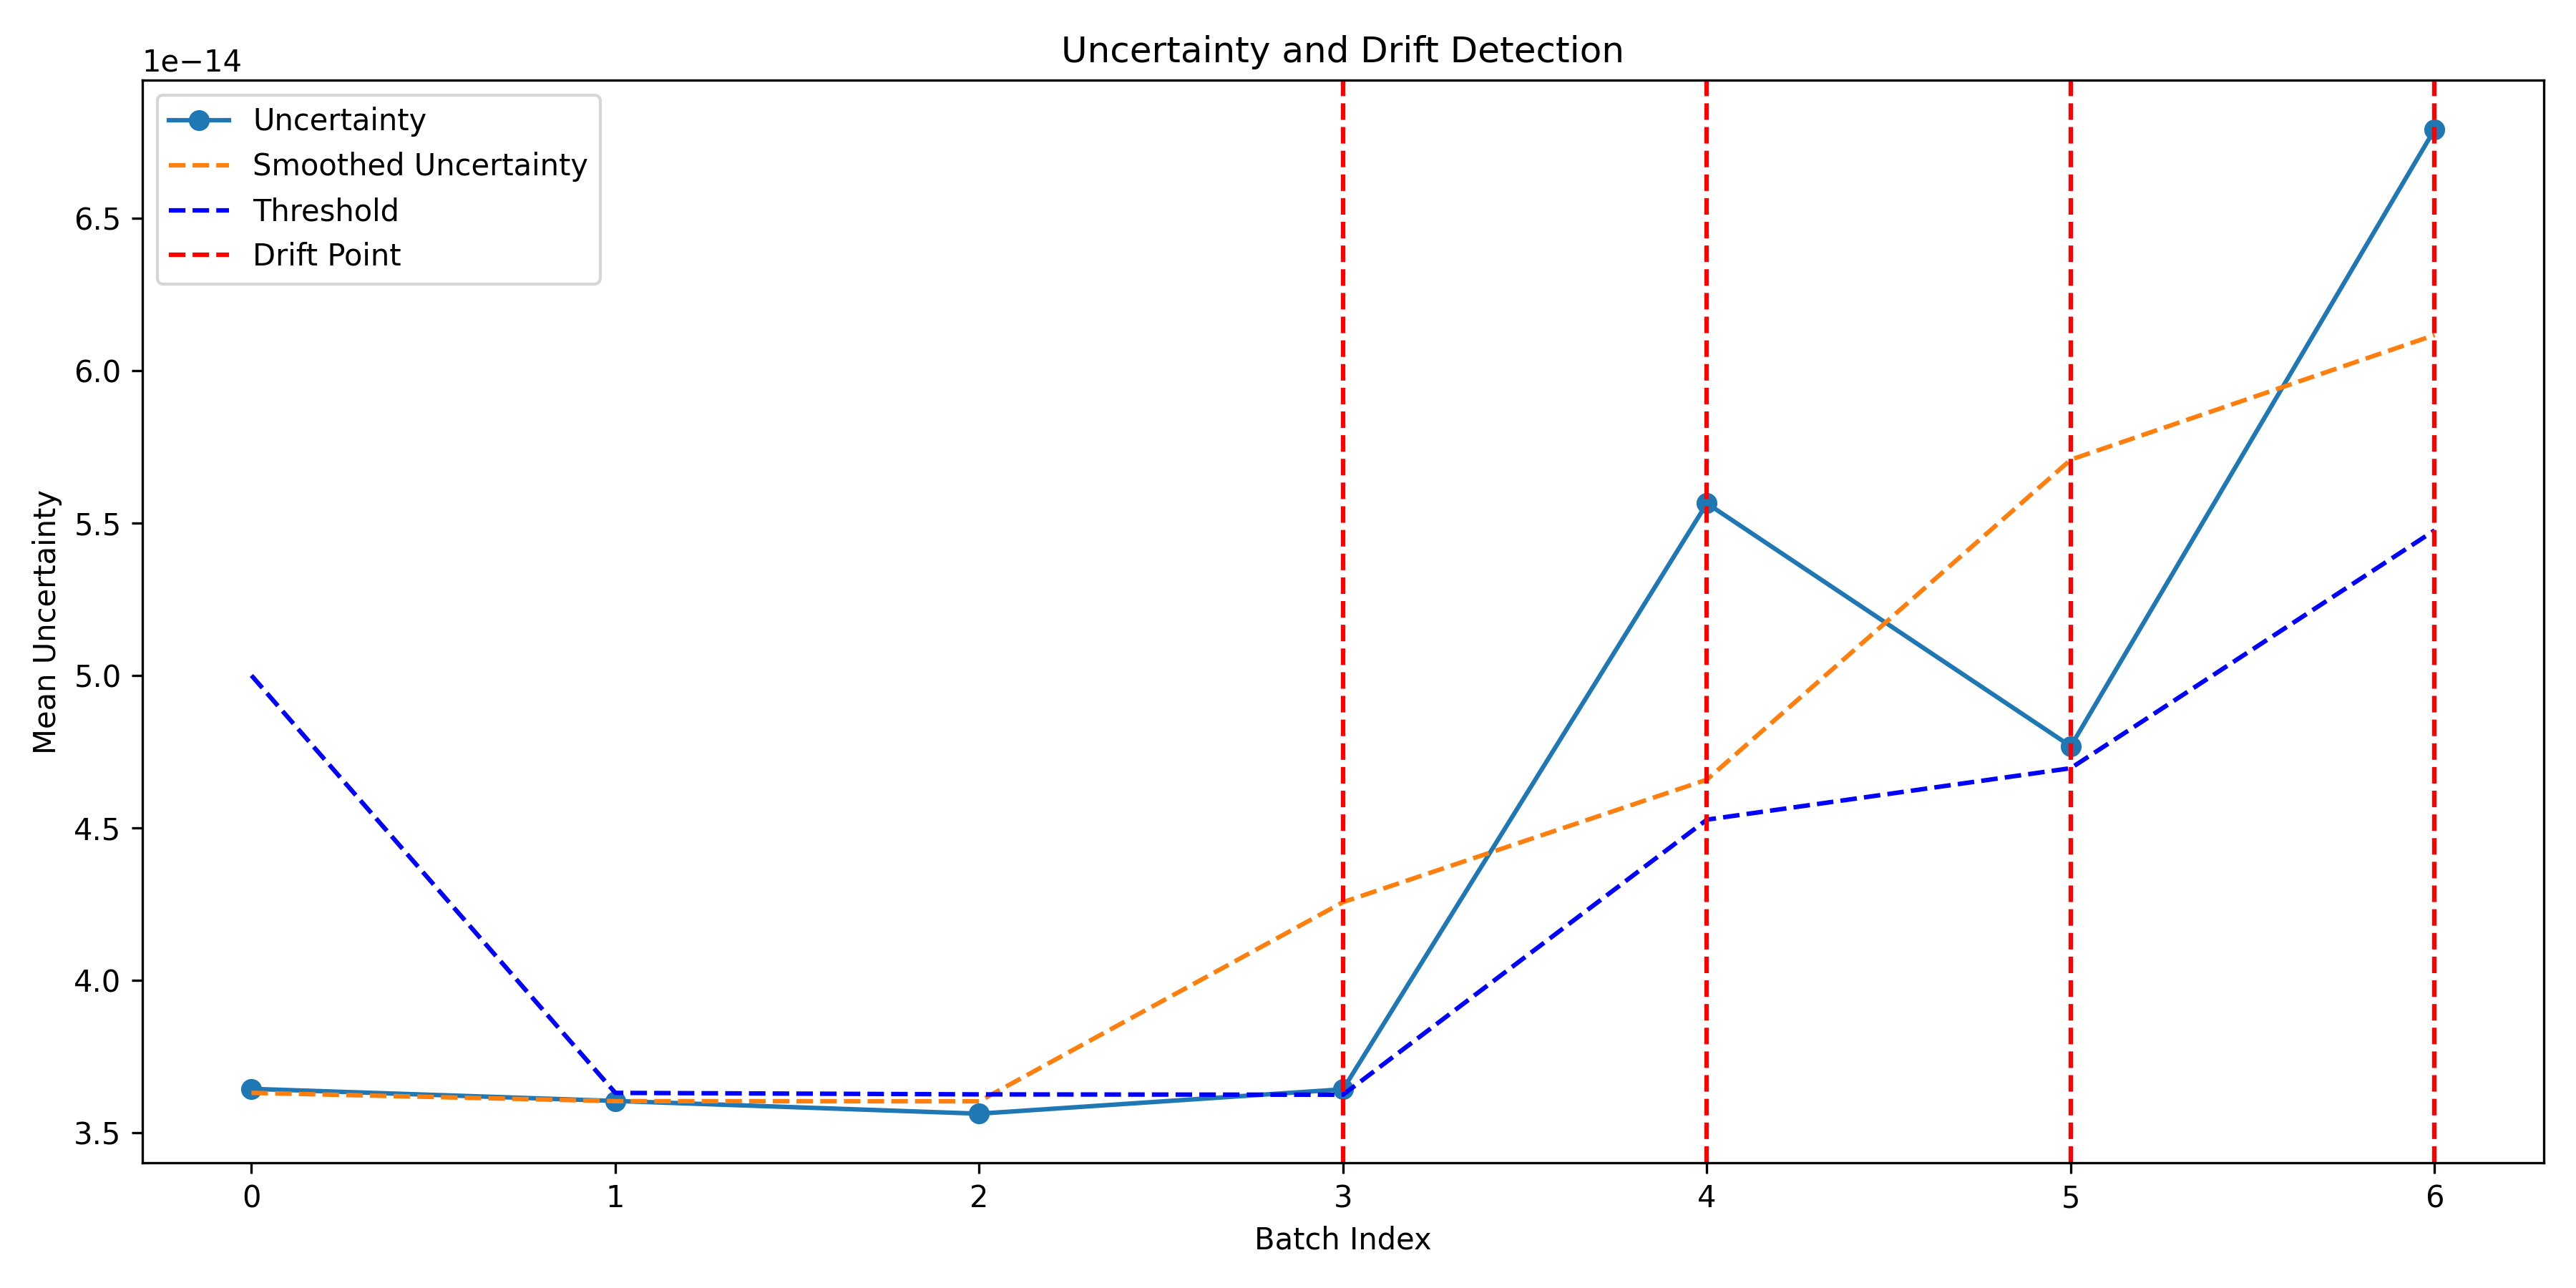 Uncertainty and Drift Detection
1e−14
Uncertainty
Smoothed Uncertainty
Threshold
Drift Point
6.5
6.0
5.5
5.0
4.5
4.0
3.5
Mean Uncertainty
0 1 2 3 4 5 6
Batch Index